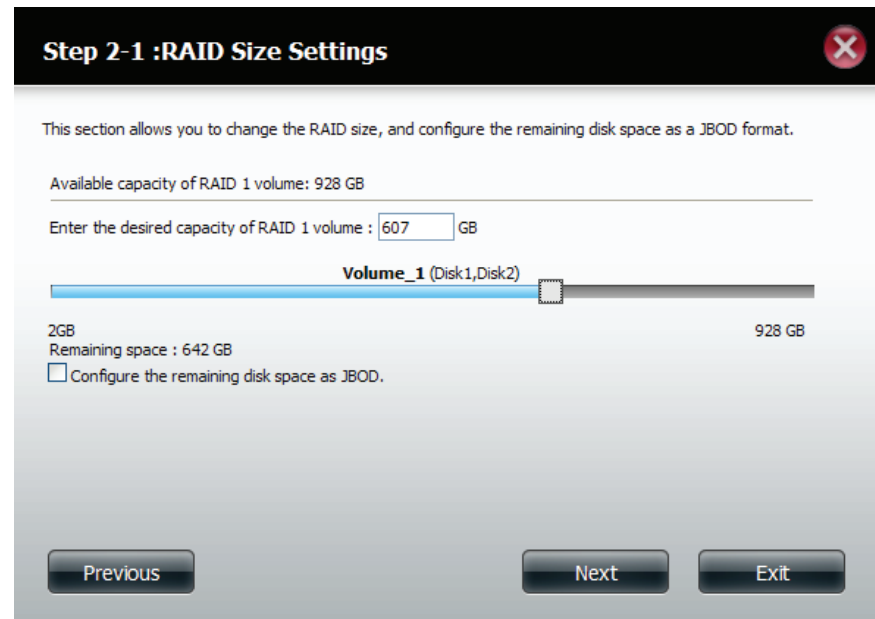 Step 2-1 :RAID Size Settings
This section allows you to change the RAID size, and configure the remaining disk space as a JBOD format.
Available capacity of RAID 1 volume: 928 GB
Enter the desired capacity of RAID 1 volume : 607 GB
Volume_1 (Disk1,Disk2)
2GB 928 GB
Remaining space : 642 GB
Configure the remaining disk space as JBOD.
Previous Next Exit